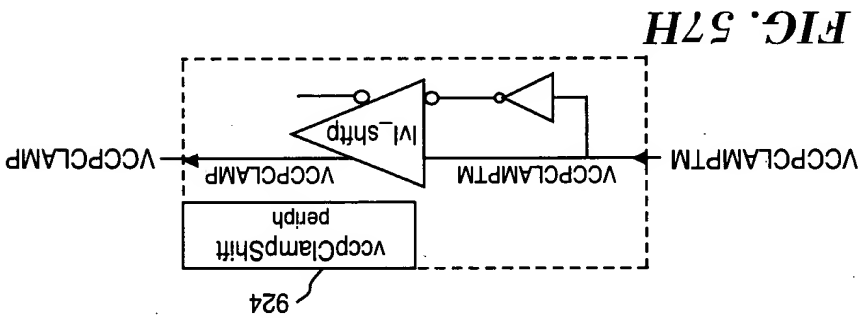 924
vccpClampShift
periph
VCCPCLAMPTM
VCCPCLAMPTM
VCCPCLAMP
VCCPCLAMP
lvl_shftp
FIG. 57H